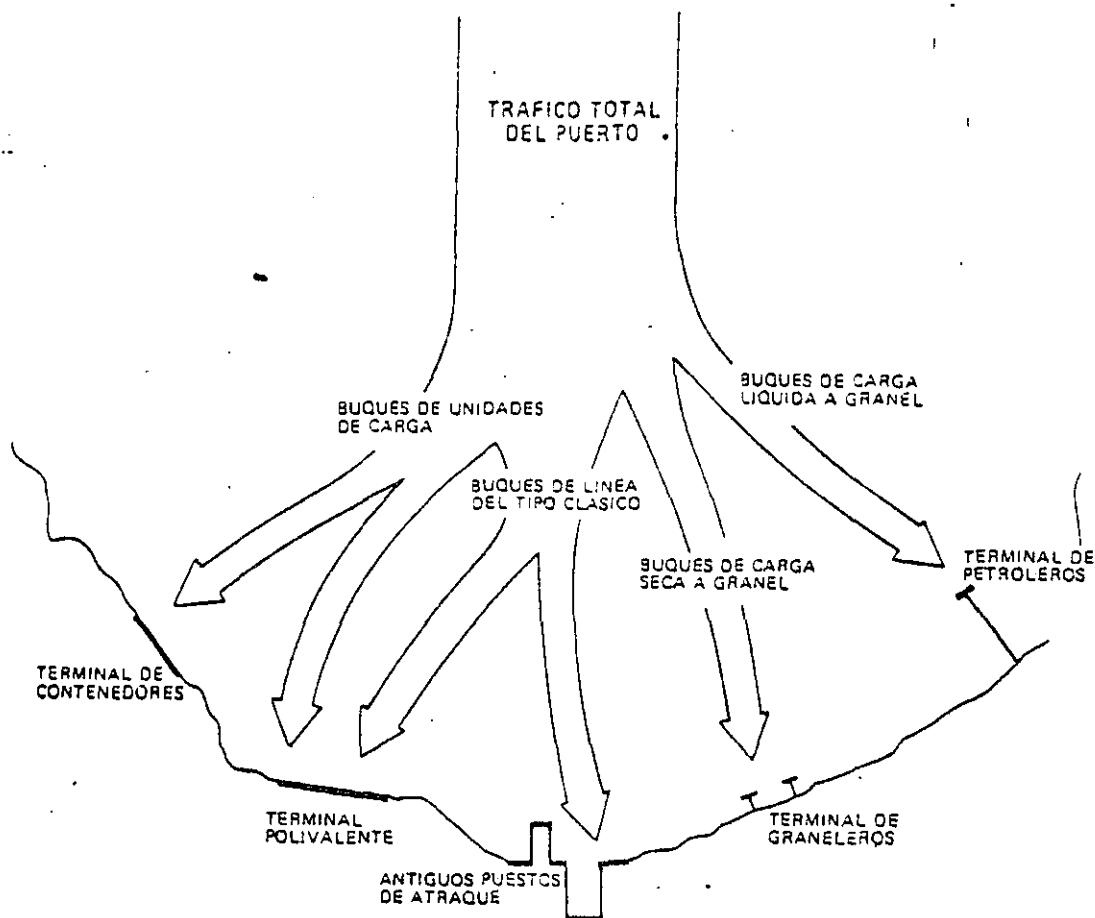 TRAFICO TOTAL
DEL PUERTO
BUQUES DE CARGA
LIQUIDA A GRANEL
BUQUES DE UNIDADES
DE CARGA
BUQUES DE LINEA
DEL TIPO CLASICO
BUQUES DE CARGA
SECA A GRANEL
TERMINAL DE
PETROLEROS
TERMINAL DE
CONTENEDORES
TERMINAL
POLIVALENTE
TERMINAL DE
GRANELEROS
ANTIGUOS PUESTOS
DE ATRAQUE